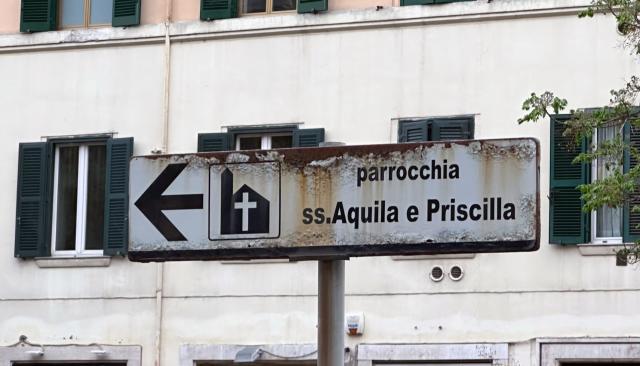 parrocchia
ss.Aquila e Priscilla